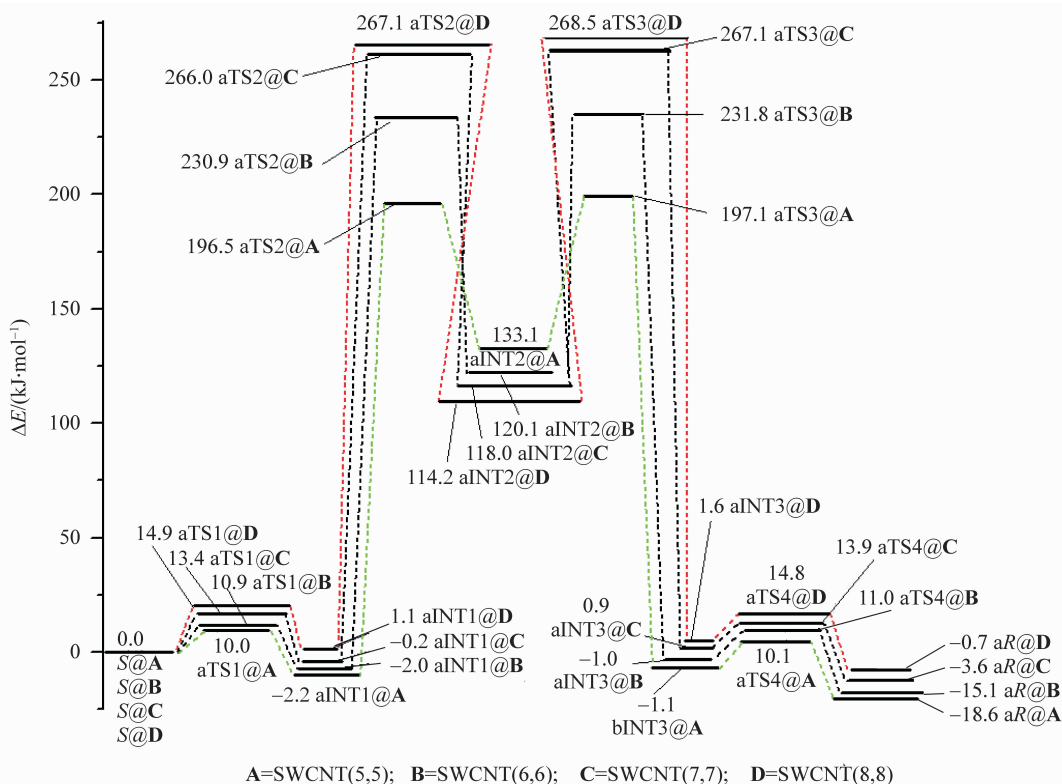 267.1 aTS2@D
268.5 aTS3@D
267.1 aTS3@C
266.0 aTS2@C
250
231.8 aTS3@B
230.9 aTS2@B
200
197.1 aTS3@A
196.5 aTS2@A
150
133.1
aINT2@A
ΔE/(kJ·mol⁻¹)
100
120.1 aINT2@B
118.0 aINT2@C
114.2 aINT2@D
50
1.6 aINT3@D
14.9 aTS1@D
13.4 aTS1@C
10.9 aTS1@B
13.9 aTS4@C
14.8
aTS4@D
11.0 aTS4@B
0
0.0
S@A
S@B
S@C
S@D
10.0
aTS1@A
1.1 aINT1@D
−0.2 aINT1@C
−2.0 aINT1@B
−2.2 aINT1@A
0.9
aINT3@C
−1.0
aINT3@B
−1.1
bINT3@A
10.1
aTS4@A
−0.7 aR@D
−3.6 aR@C
−15.1 aR@B
−18.6 aR@A
A=SWCNT(5,5); B=SWCNT(6,6); C=SWCNT(7,7); D=SWCNT(8,8)